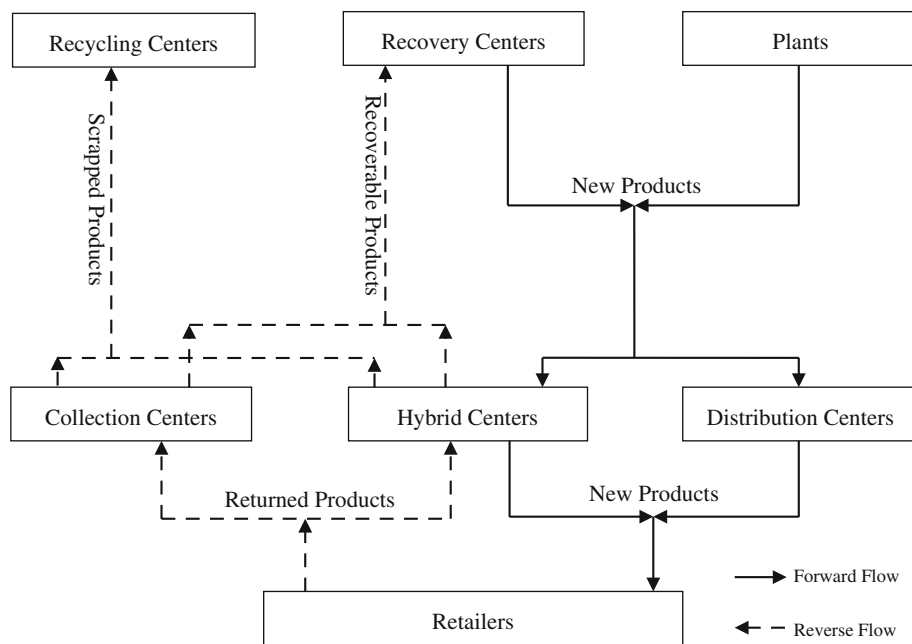 Recycling Centers
Recovery Centers
Plants
Scrapped Products
Recoverable Products
New Products
Collection Centers
Hybrid Centers
Distribution Centers
Returned Products
New Products
Retailers
Forward Flow
Reverse Flow